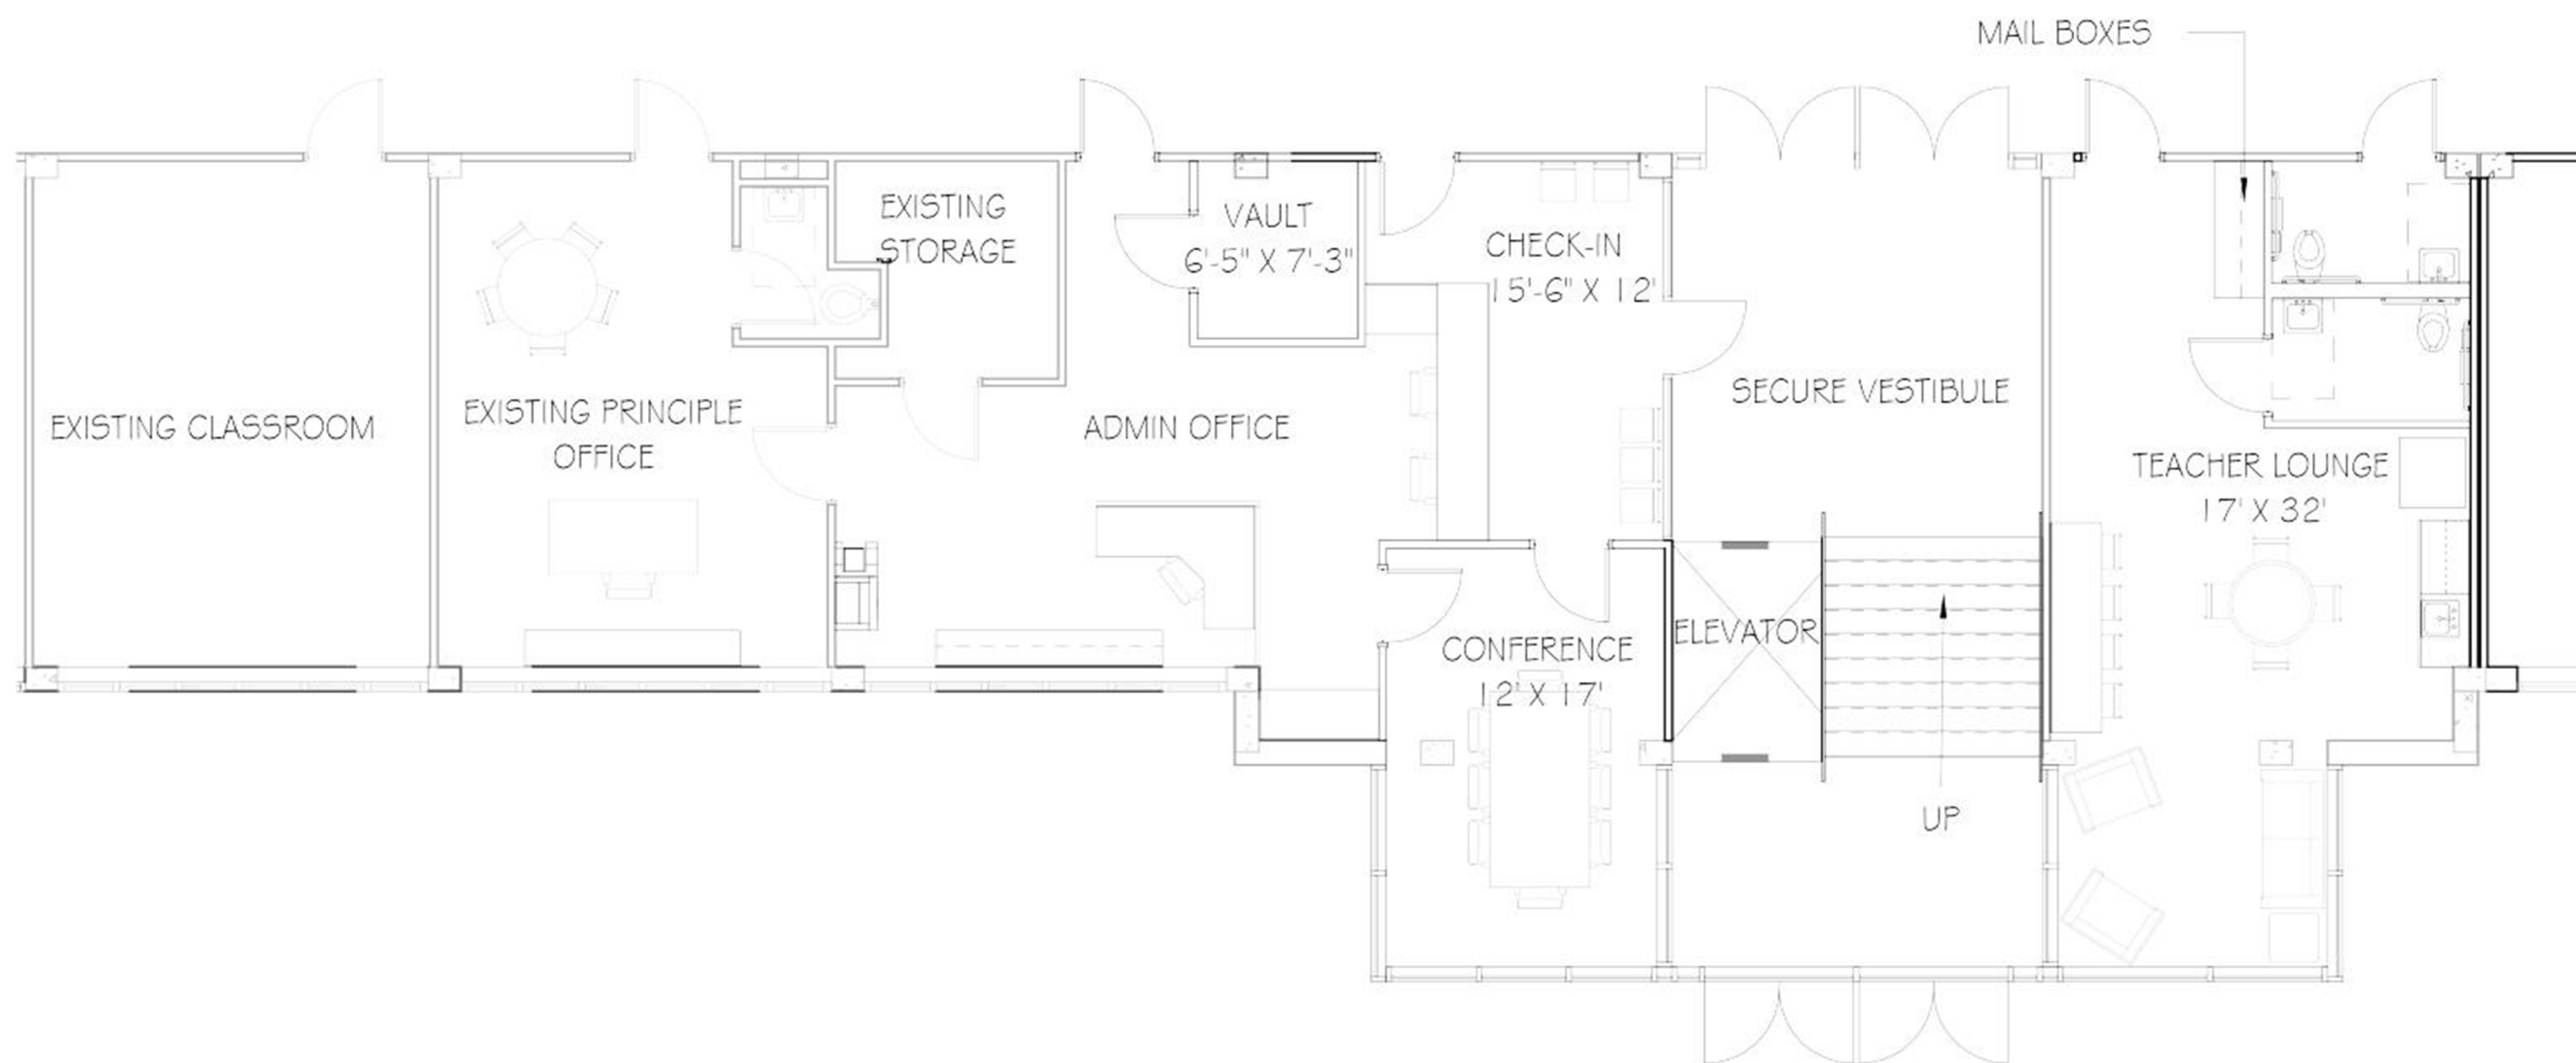 MAIL BOXES
EXISTING
STORAGE
VAULT
6'-5" X 7'-3"
CHECK-IN
15'-6" X 12'
EXISTING CLASSROOM
EXISTING PRINCIPLE
OFFICE
ADMIN OFFICE
SECURE VESTIBULE
TEACHER LOUNGE
17' X 32'
CONFERENCE
12' X 17'
ELEVATOR
UP